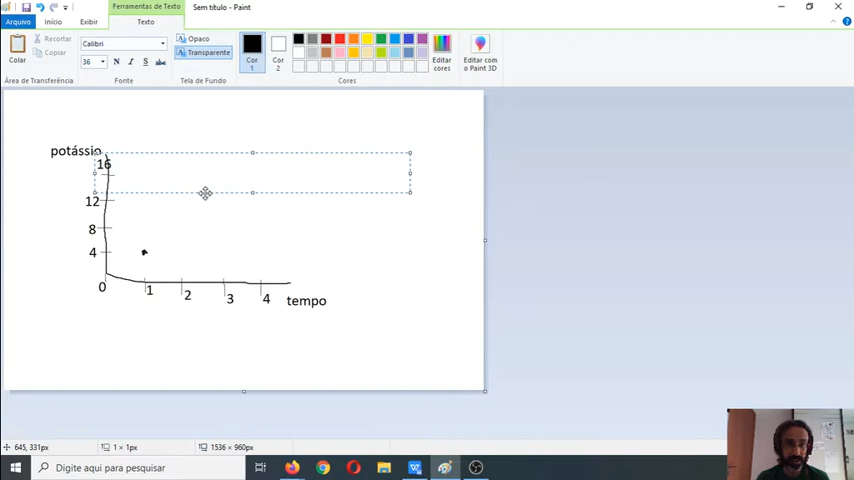 Ferramentas de Texto
Sem título - Paint
Arquivo Início Exibir Texto
Colar
Recortar
Copiar
Área de Transferência
Calibri
36
N I S abc
Fonte
Opaco
Transparente
Tela de Fundo
Cor 1
Cor 2
Cores
Editar cores
Editar com o Paint 3D
potássio
16
12
8
4
0
1 2 3 4
tempo
645, 331px
1 × 1px
1536 × 960px
Digite aqui para pesquisar